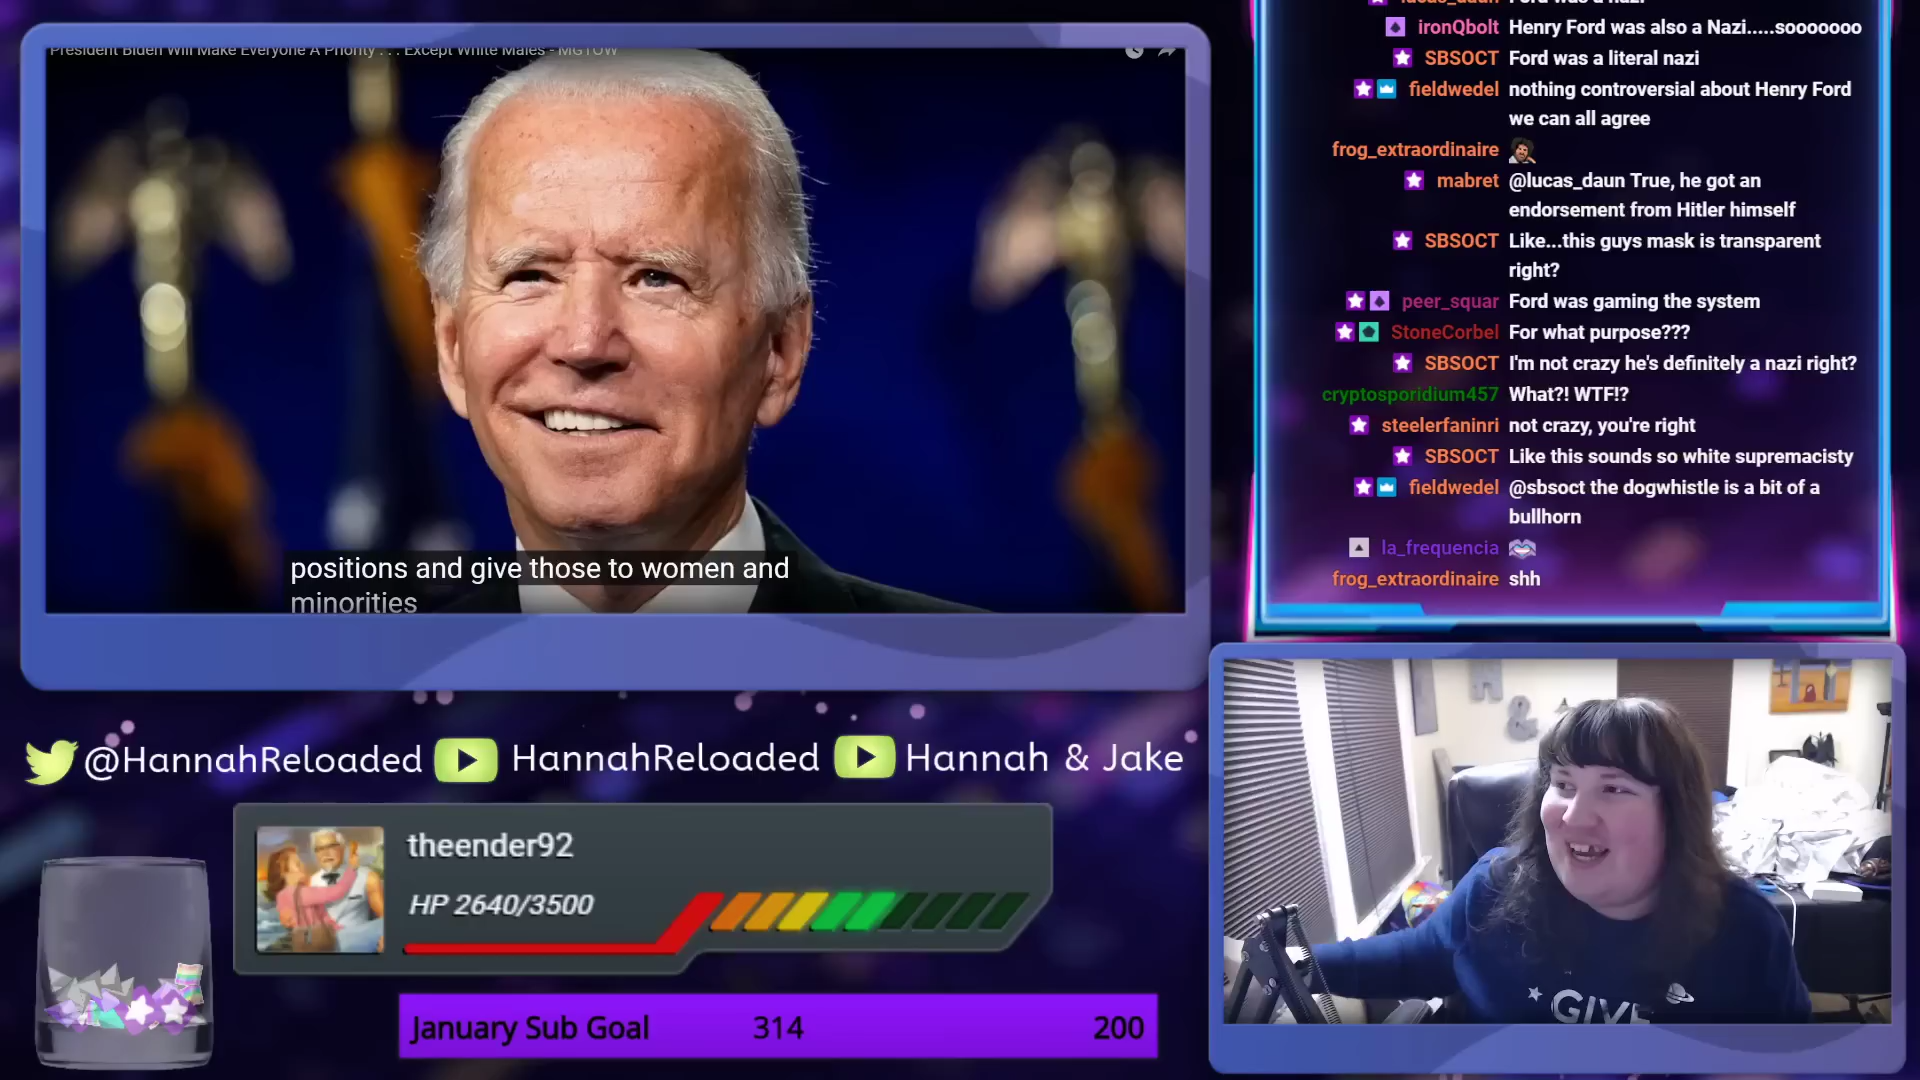 President Biden Will Make Everyone A Priority . . . Except White Males - MGTOW
positions and give those to women and
minorities
lucas_daun Ford was a nazi
ironQbolt Henry Ford was also a Nazi.....sooooooo
SBSOCT Ford was a literal nazi
fieldwedel nothing controversial about Henry Ford
we can all agree
frog_extraordinaire
mabret @lucas_daun True, he got an
endorsement from Hitler himself
SBSOCT Like...this guys mask is transparent
right?
peer_squar Ford was gaming the system
StoneCorbel For what purpose???
SBSOCT I'm not crazy he's definitely a nazi right?
cryptosporidium457 What?! WTF!?
steelerfaninri not crazy, you're right
SBSOCT Like this sounds so white supremacisty
fieldwedel @sbsoct the dogwhistle is a bit of a
bullhorn
la_frequencia
frog_extraordinaire shh
@HannahReloaded HannahReloaded Hannah & Jake
theender92
HP 2640/3500
January Sub Goal 314 200
&
GIVE